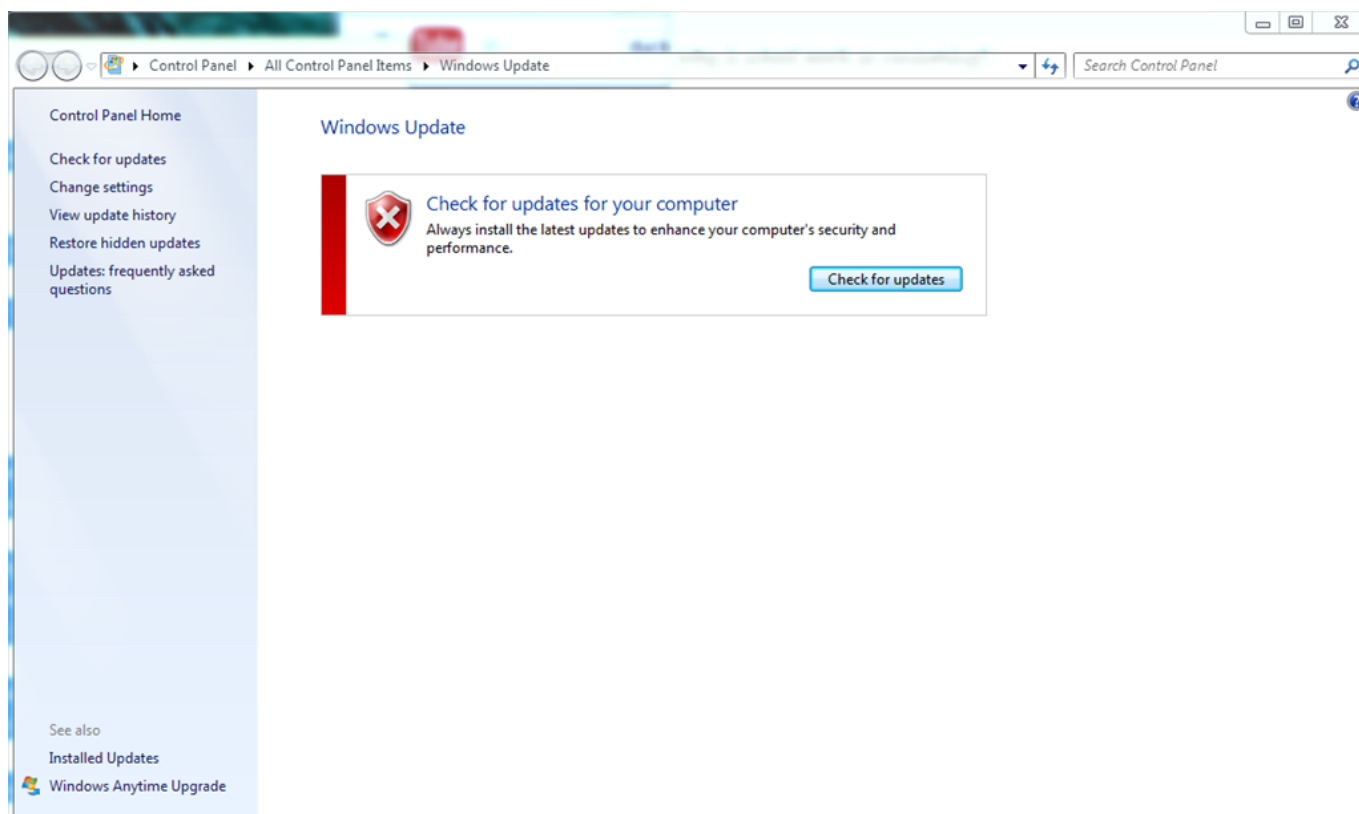 Control Panel ▸ All Control Panel Items ▸ Windows Update
Search Control Panel
Control Panel Home
Check for updates
Change settings
View update history
Restore hidden updates
Updates: frequently asked
questions
Windows Update
Check for updates for your computer
Always install the latest updates to enhance your computer's security and
performance.
Check for updates
See also
Installed Updates
Windows Anytime Upgrade